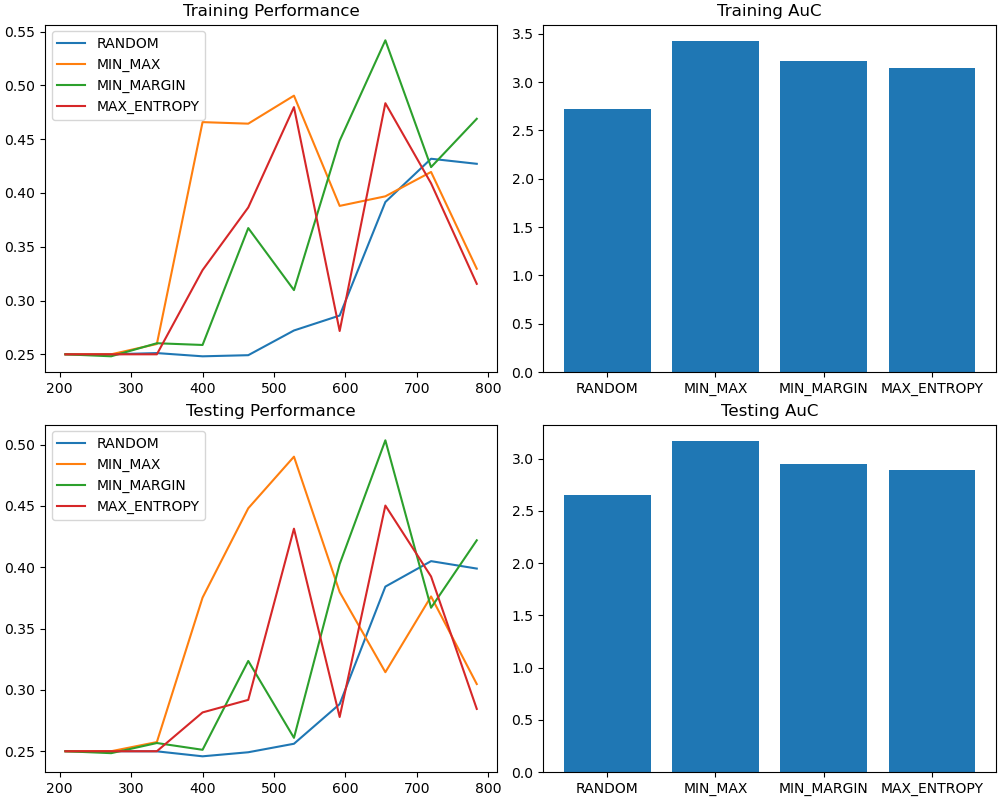 Training Performance
0.55
0.50
0.45
0.40
0.35
0.30
0.25
RANDOM
MIN_MAX
MIN_MARGIN
MAX_ENTROPY
200 300 400 500 600 700 800
Training AuC
3.5
3.0
2.5
2.0
1.5
1.0
0.5
0.0
RANDOM MIN_MAX MIN_MARGIN MAX_ENTROPY
Testing Performance
0.50
0.45
0.40
0.35
0.30
0.25
RANDOM
MIN_MAX
MIN_MARGIN
MAX_ENTROPY
200 300 400 500 600 700 800
Testing AuC
3.0
2.5
2.0
1.5
1.0
0.5
0.0
RANDOM MIN_MAX MIN_MARGIN MAX_ENTROPY